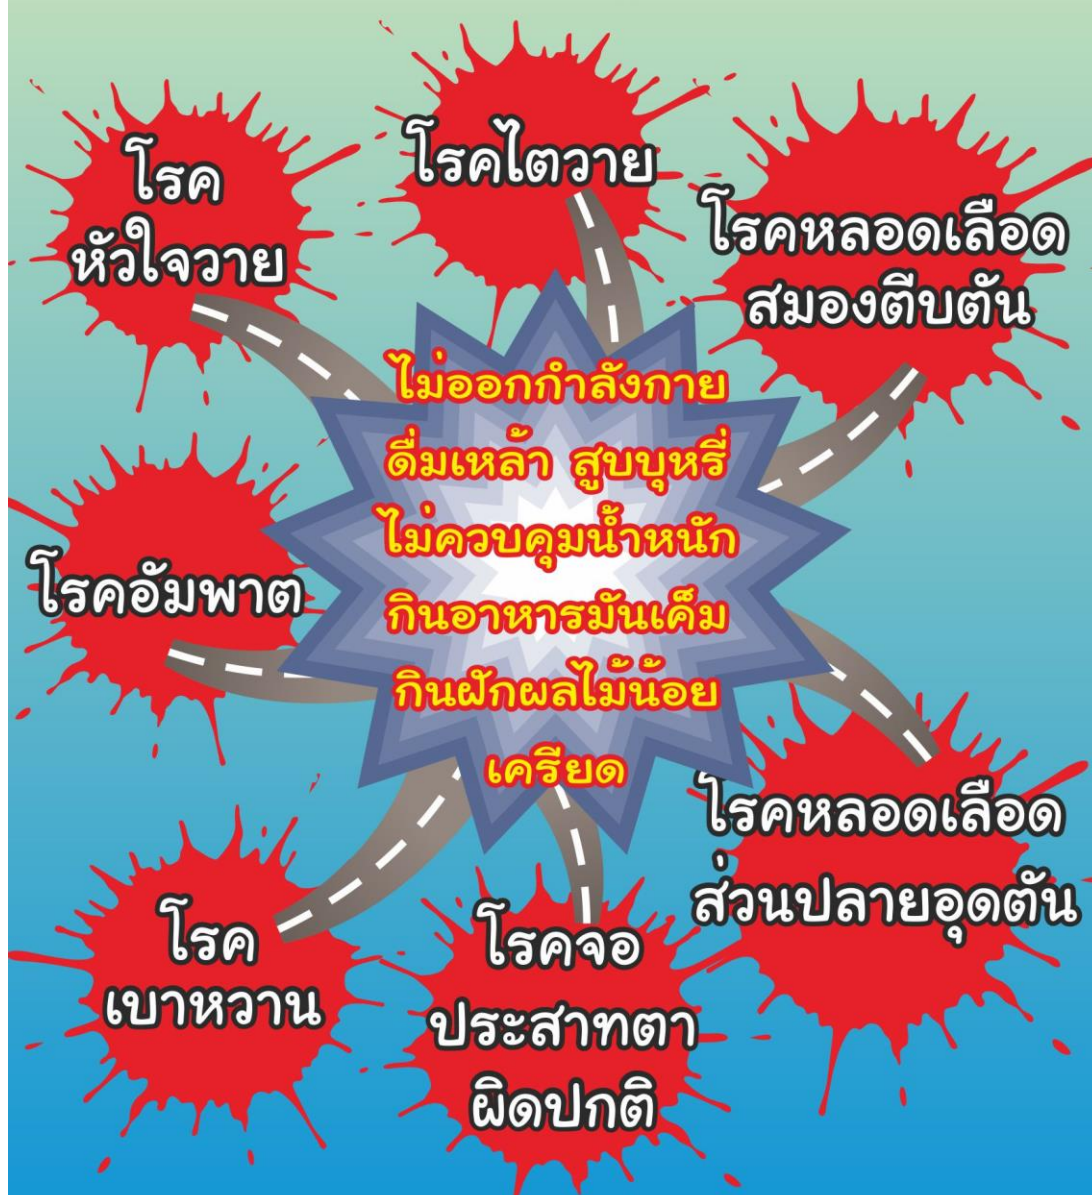 โรคไตวาย
โรค
หัวใจวาย
โรคหลอดเลือด
สมองตีบตัน
ไม่ออกกำลังกาย
ดื่มเหล้า สูบบุหรี่
ไม่ควบคุมน้ำหนัก
กินอาหารมันเค็ม
กินฝักผลไม้น้อย
เครียด
โรคอัมพาต
โรคหลอดเลือด
ส่วนปลายอุดตัน
โรค
เบาหวาน
โรคจอ
ประสาทตา
ผิดปกติ